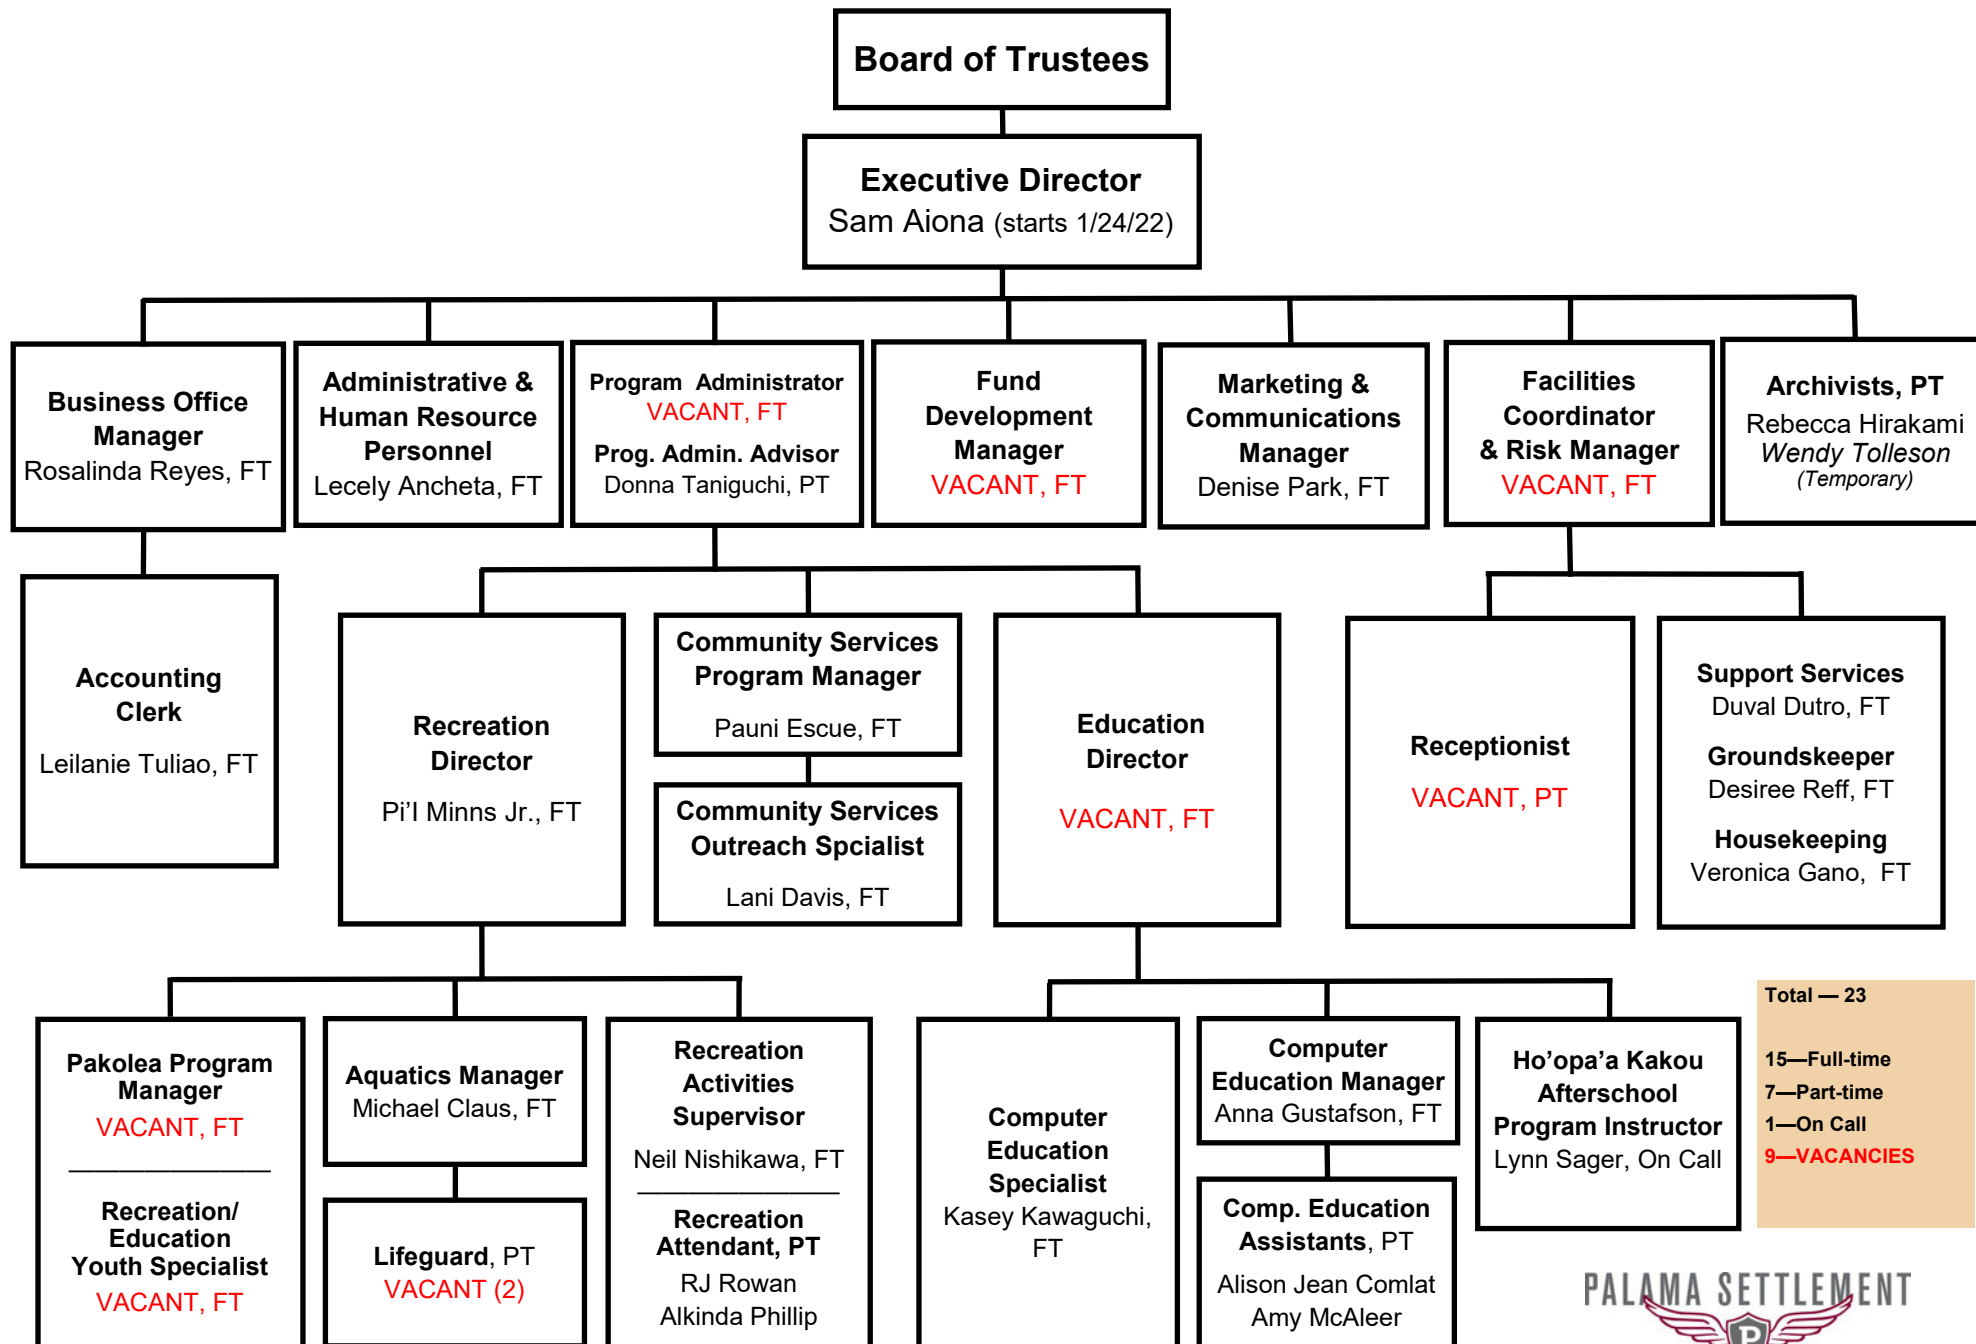 Board of Trustees
Executive Director
Sam Aiona (starts 1/24/22)
Business Office
Manager
Rosalinda Reyes, FT
Administrative &
Human Resource
Personnel
Lecely Ancheta, FT
Program Administrator
VACANT, FT
Prog. Admin. Advisor
Donna Taniguchi, PT
Fund
Development
Manager
VACANT, FT
Marketing &
Communications
Manager
Denise Park, FT
Facilities
Coordinator
& Risk Manager
VACANT, FT
Archivists, PT
Rebecca Hirakami
Wendy Tolleson
(Temporary)
Accounting
Clerk
Leilanie Tuliao, FT
Recreation
Director
Pi’l Minns Jr., FT
Community Services
Program Manager
Pauni Escue, FT
Community Services
Outreach Spcialist
Lani Davis, FT
Education
Director
VACANT, FT
Receptionist
VACANT, PT
Support Services
Duval Dutro, FT
Groundskeeper
Desiree Reff, FT
Housekeeping
Veronica Gano, FT
Pakolea Program
Manager
VACANT, FT
Recreation/
Education
Youth Specialist
VACANT, FT
Aquatics Manager
Michael Claus, FT
Lifeguard, PT
VACANT (2)
Recreation
Activities
Supervisor
Neil Nishikawa, FT
Recreation
Attendant, PT
RJ Rowan
Alkinda Phillip
Computer
Education
Specialist
Kasey Kawaguchi,
FT
Computer
Education Manager
Anna Gustafson, FT
Comp. Education
Assistants, PT
Alison Jean Comlat
Amy McAleer
Ho’opa’a Kakou
Afterschool
Program Instructor
Lynn Sager, On Call
Total — 23
15—Full-time
7—Part-time
1—On Call
9—VACANCIES
PALAMA SETTLEMENT
P